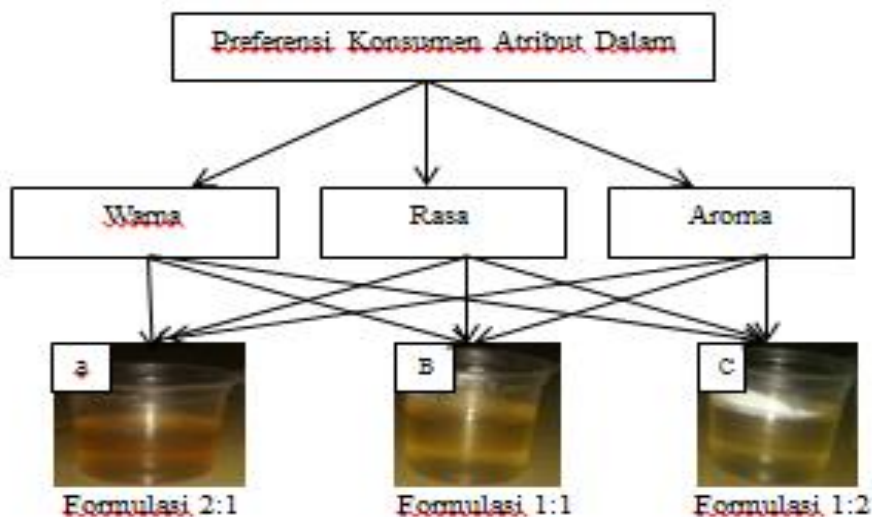 Preferensi Konsumen Atribut Dalam
Warna
Rasa
Aroma
a
B
C
Formulasi 2:1
Formulasi 1:1
Formulasi 1:2